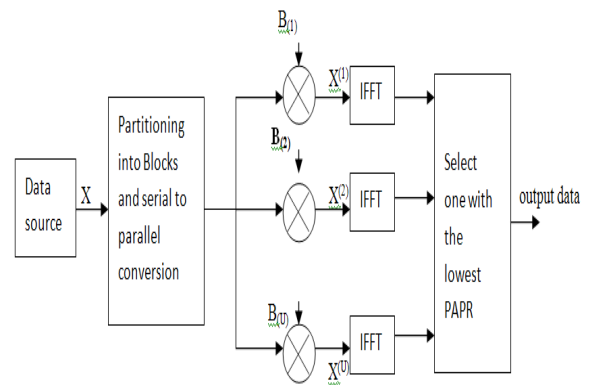 B(1)
X(1)
IFFT
Partitioning
into Blocks
and serial to
parallel
conversion
Data
source
X
B(2)
X(2)
IFFT
Select
one with
the
lowest
PAPR
output data
B(U)
IFFT
X(U)